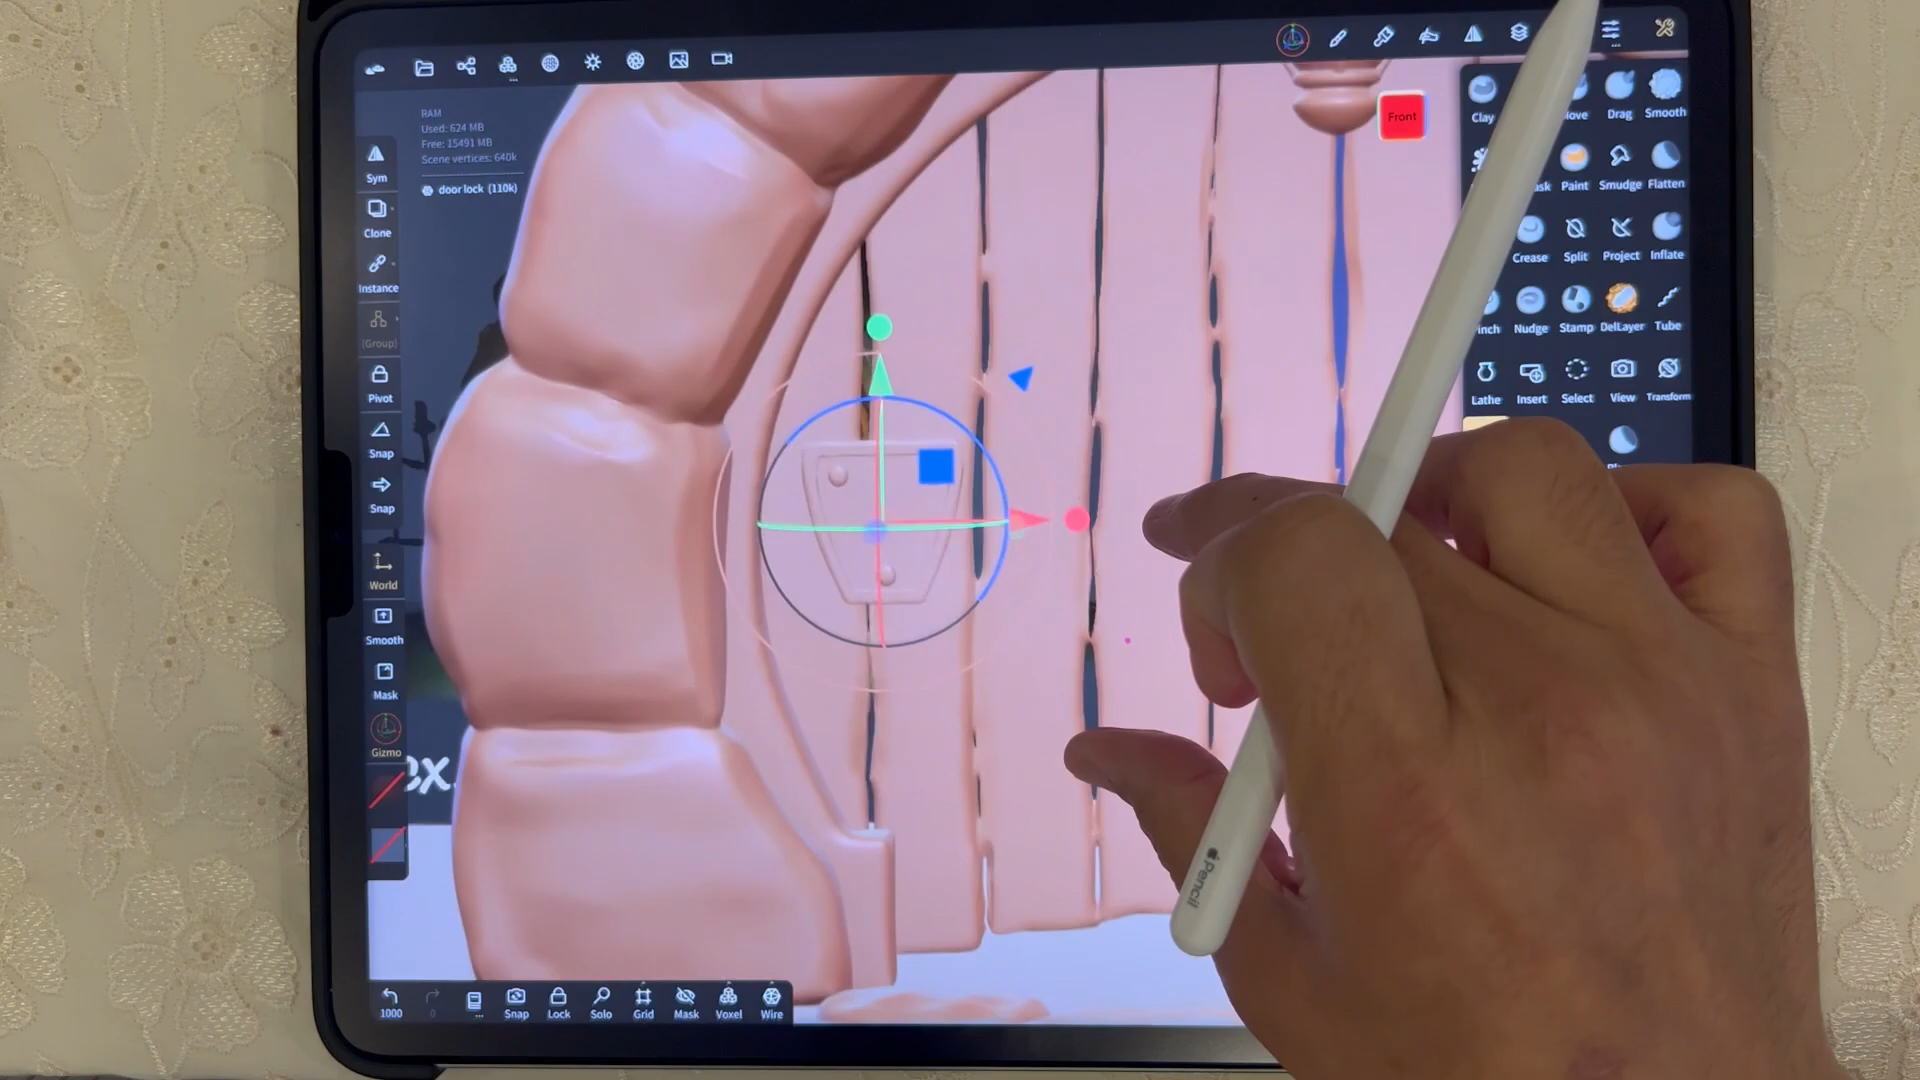 RAM
Used: 624 MB
Free: 15491 MB
Scene vertices: 640k
door lock (110k)
Sym
Clone
Instance
(Group)
Pivot
Snap
Snap
World
Smooth
Mask
Gizmo
Front
Clay
Drag
Smooth
Paint
Smudge
Flatten
Crease
Split
Project
Inflate
Nudge
Stamp
DelLayer
Tube
Lathe
Insert
Select
View
Transform
1000
0
Snap
Lock
Solo
Grid
Mask
Voxel
Wire
Pencil